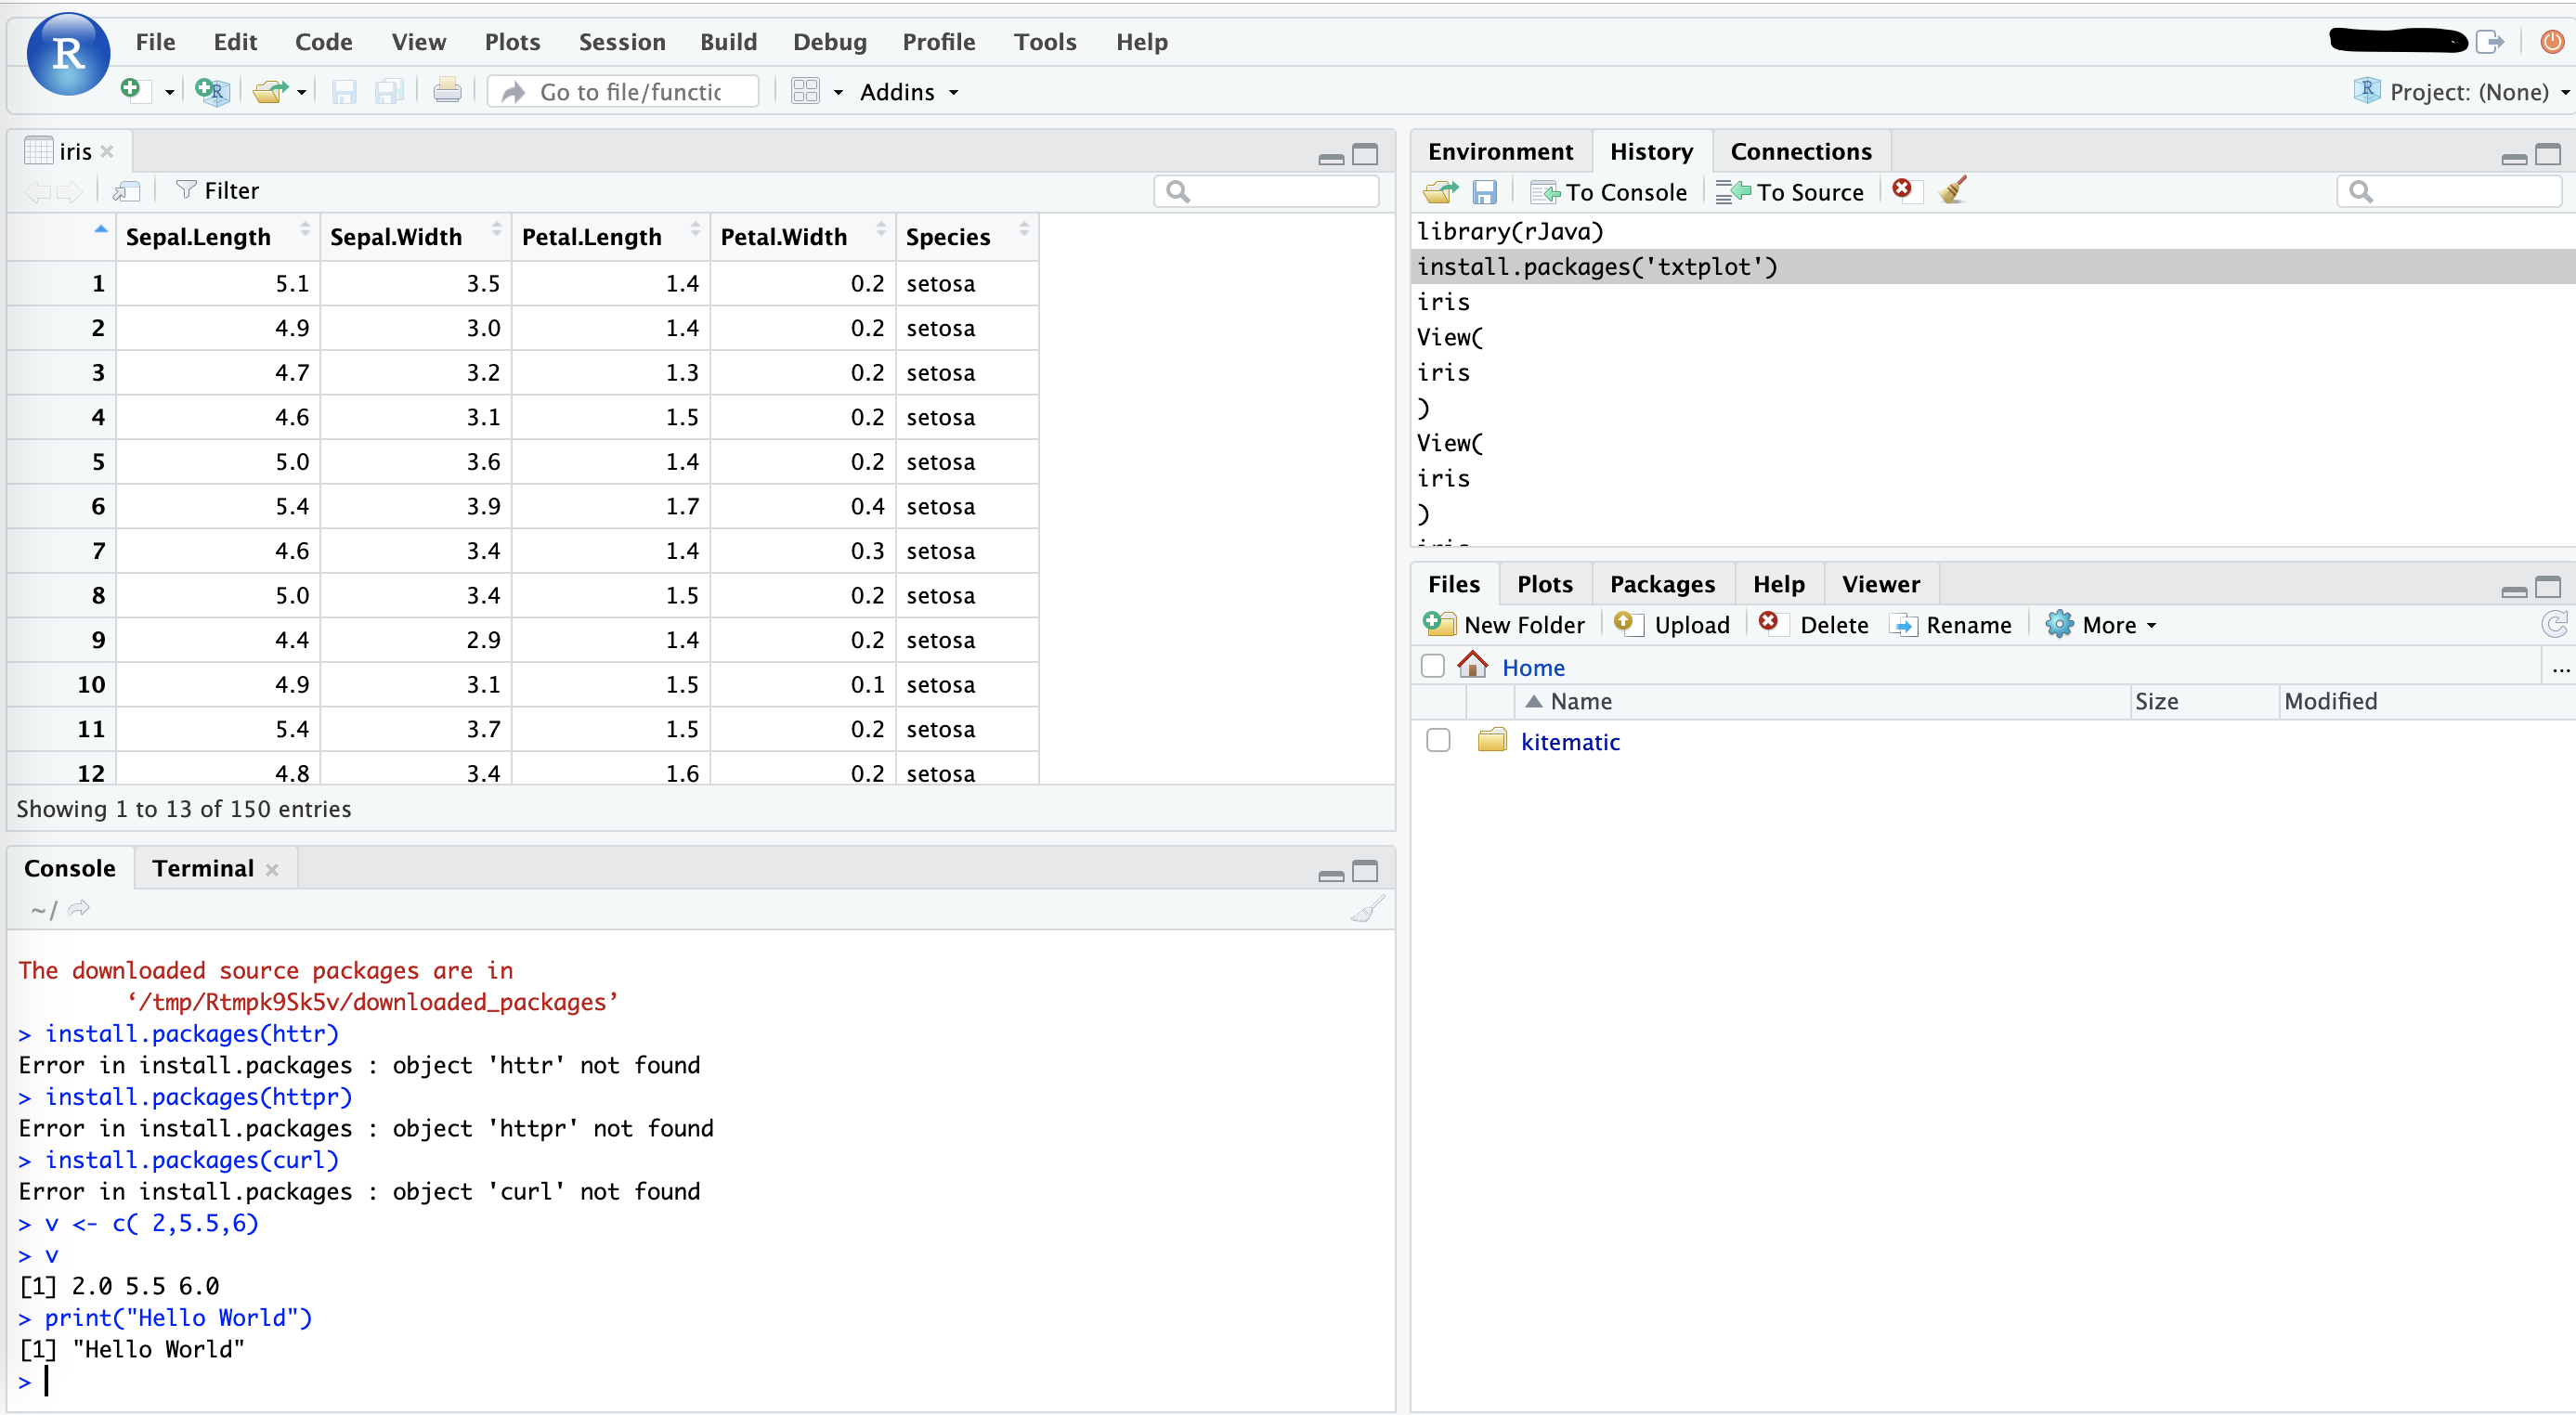 R File Edit Code View Plots Session Build Debug Profile Tools Help
Go to file/functic Addins Project: (None)
iris
Filter
Sepal.Length Sepal.Width Petal.Length Petal.Width Species
1 5.1 3.5 1.4 0.2 setosa
2 4.9 3.0 1.4 0.2 setosa
3 4.7 3.2 1.3 0.2 setosa
4 4.6 3.1 1.5 0.2 setosa
5 5.0 3.6 1.4 0.2 setosa
6 5.4 3.9 1.7 0.4 setosa
7 4.6 3.4 1.4 0.3 setosa
8 5.0 3.4 1.5 0.2 setosa
9 4.4 2.9 1.4 0.2 setosa
10 4.9 3.1 1.5 0.1 setosa
11 5.4 3.7 1.5 0.2 setosa
12 4.8 3.4 1.6 0.2 setosa
Showing 1 to 13 of 150 entries
Console Terminal
~/
The downloaded source packages are in
‘/tmp/Rtmpk9Sk5v/downloaded_packages’
> install.packages(httr)
Error in install.packages : object 'httr' not found
> install.packages(httpr)
Error in install.packages : object 'httpr' not found
> install.packages(curl)
Error in install.packages : object 'curl' not found
> v <- c( 2,5.5,6)
> v
[1] 2.0 5.5 6.0
> print("Hello World")
[1] "Hello World"
>
Environment History Connections
To Console To Source
library(rJava)
install.packages('txtplot')
iris
View(
iris
)
View(
iris
)
iris
Files Plots Packages Help Viewer
New Folder Upload Delete Rename More
Home ...
Name Size Modified
kitematic